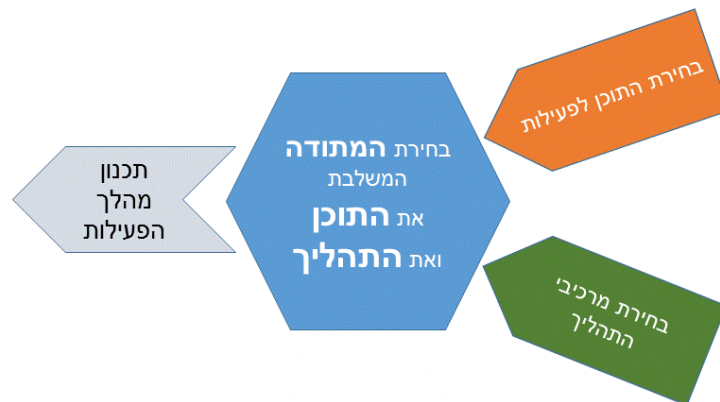 בחירת התוכן לפעילות
בחירת מרכיבי
התהליך
בחירת המתודה
המשלבת
את התוכן
ואת התהליך
תכנון
מהלך
הפעילות